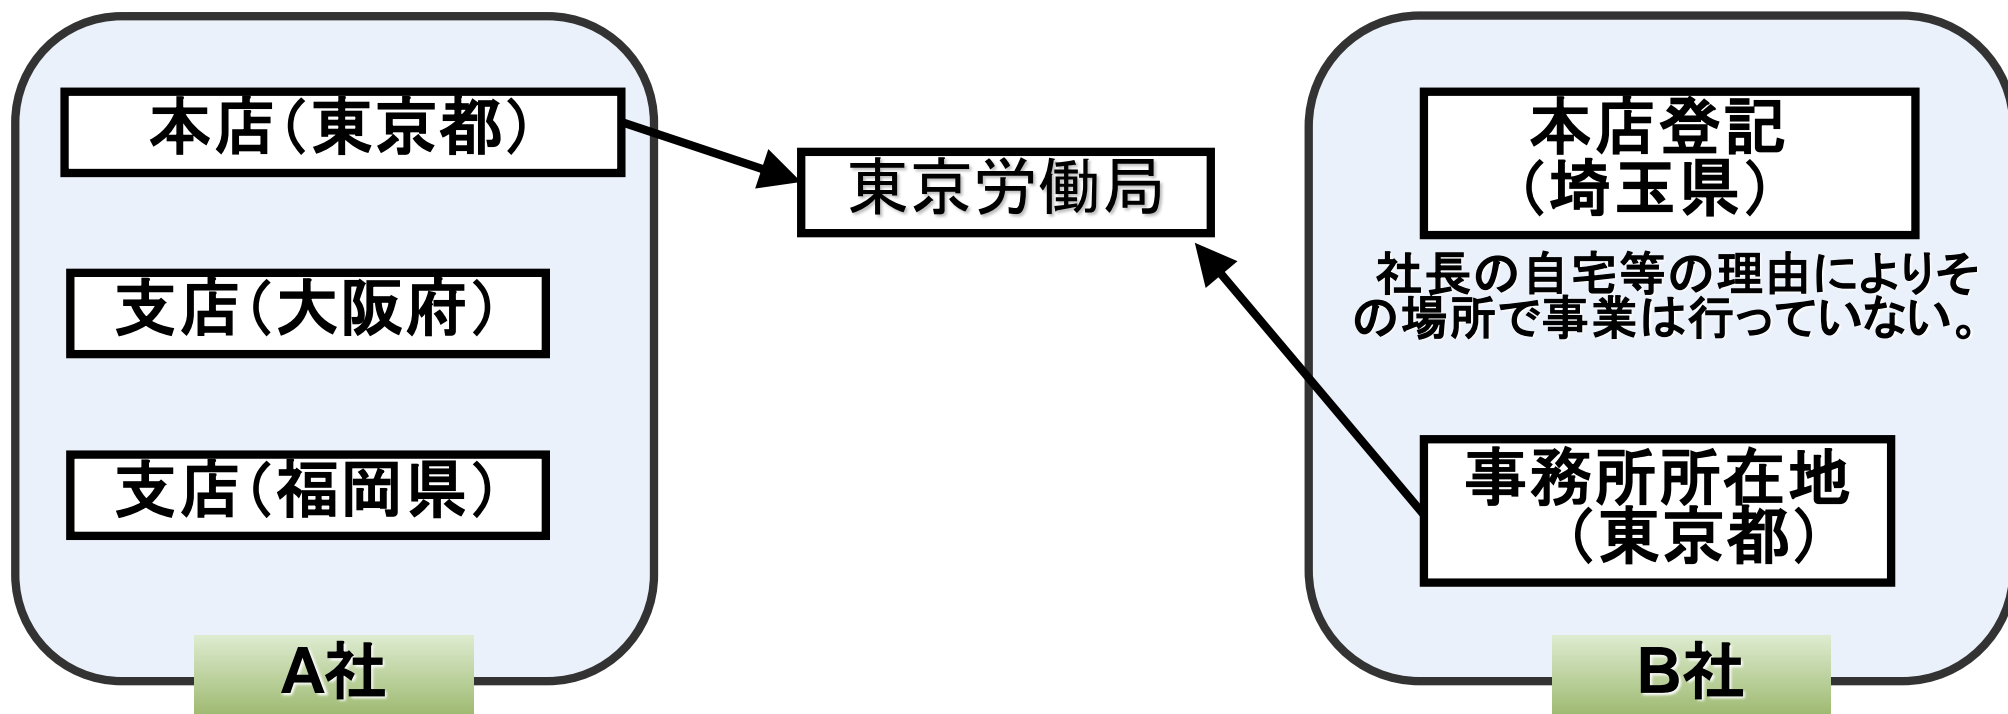 本店（東京都）
支店（大阪府）
支店（福岡県）
A社
東京労働局
本店登記
（埼玉県）
社長の自宅等の理由によりそ
の場所で事業は行っていない。
事務所所在地
（東京都）
B社